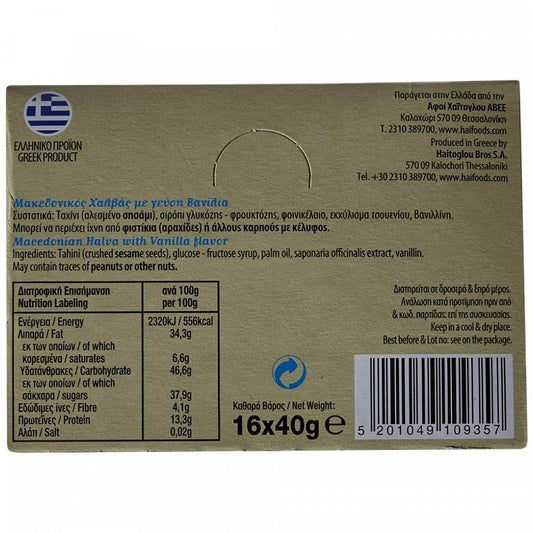 ΕΛΛΗΝΙΚΟ ΠΡΟΪΟΝ
GREEK PRODUCT
Παράγεται στην Ελλάδα από την
Αφοί Χαΐτογλου ΑΒΕΕ
Καλοχώρι 570 09 Θεσσαλονίκη
Τ. 2310 389700, www.haifoods.com
Produced in Greece by
Haitoglou Bros S.A.
570 09 Kalochori Thessaloniki
Tel. +30 2310 389700, www.haifoods.com
Μακεδονικός Χαλβάς με γεύση Βανίλια
Συστατικά: Ταχίνι (αλεσμένο σησάμι), σιρόπι γλυκόζης - φρουκτόζης, φοινικέλαιο, εκχύλισμα τσουενίου, Βανιλλίνη.
Μπορεί να περιέχει ίχνη από φιστίκια (αραχίδες) ή άλλους καρπούς με κέλυφος.
Macedonian Halva with Vanilla flavor
Ingredients: Tahini (crushed sesame seeds), glucose - fructose syrup, palm oil, saponaria officinalis extract, vanillin.
May contain traces of peanuts or other nuts.
Διατροφική Επισήμανση ανά 100g
Nutrition Labeling per 100g
Ενέργεια / Energy 2320kJ / 556kcal
Λιπαρά / Fat 34,3g
εκ των οποίων / of which
κορεσμένα / saturates 6,6g
Υδατάνθρακες / Carbohydrate 46,6g
εκ των οποίων / of which
σάκχαρα / sugars 37,9g
Εδώδιμες ίνες / Fibre 4,1g
Πρωτεΐνες / Protein 13,3g
Αλάτι / Salt 0,02g
Διατηρείται σε δροσερό & ξηρό μέρος.
Ανάλωση κατά προτίμηση πριν από
& κωδ. παρτίδας: επί της συσκευασίας.
Keep in a cool & dry place.
Best before & Lot no: see on the package.
Καθαρό Βάρος / Net Weight:
16x40g e
5 201049 109357